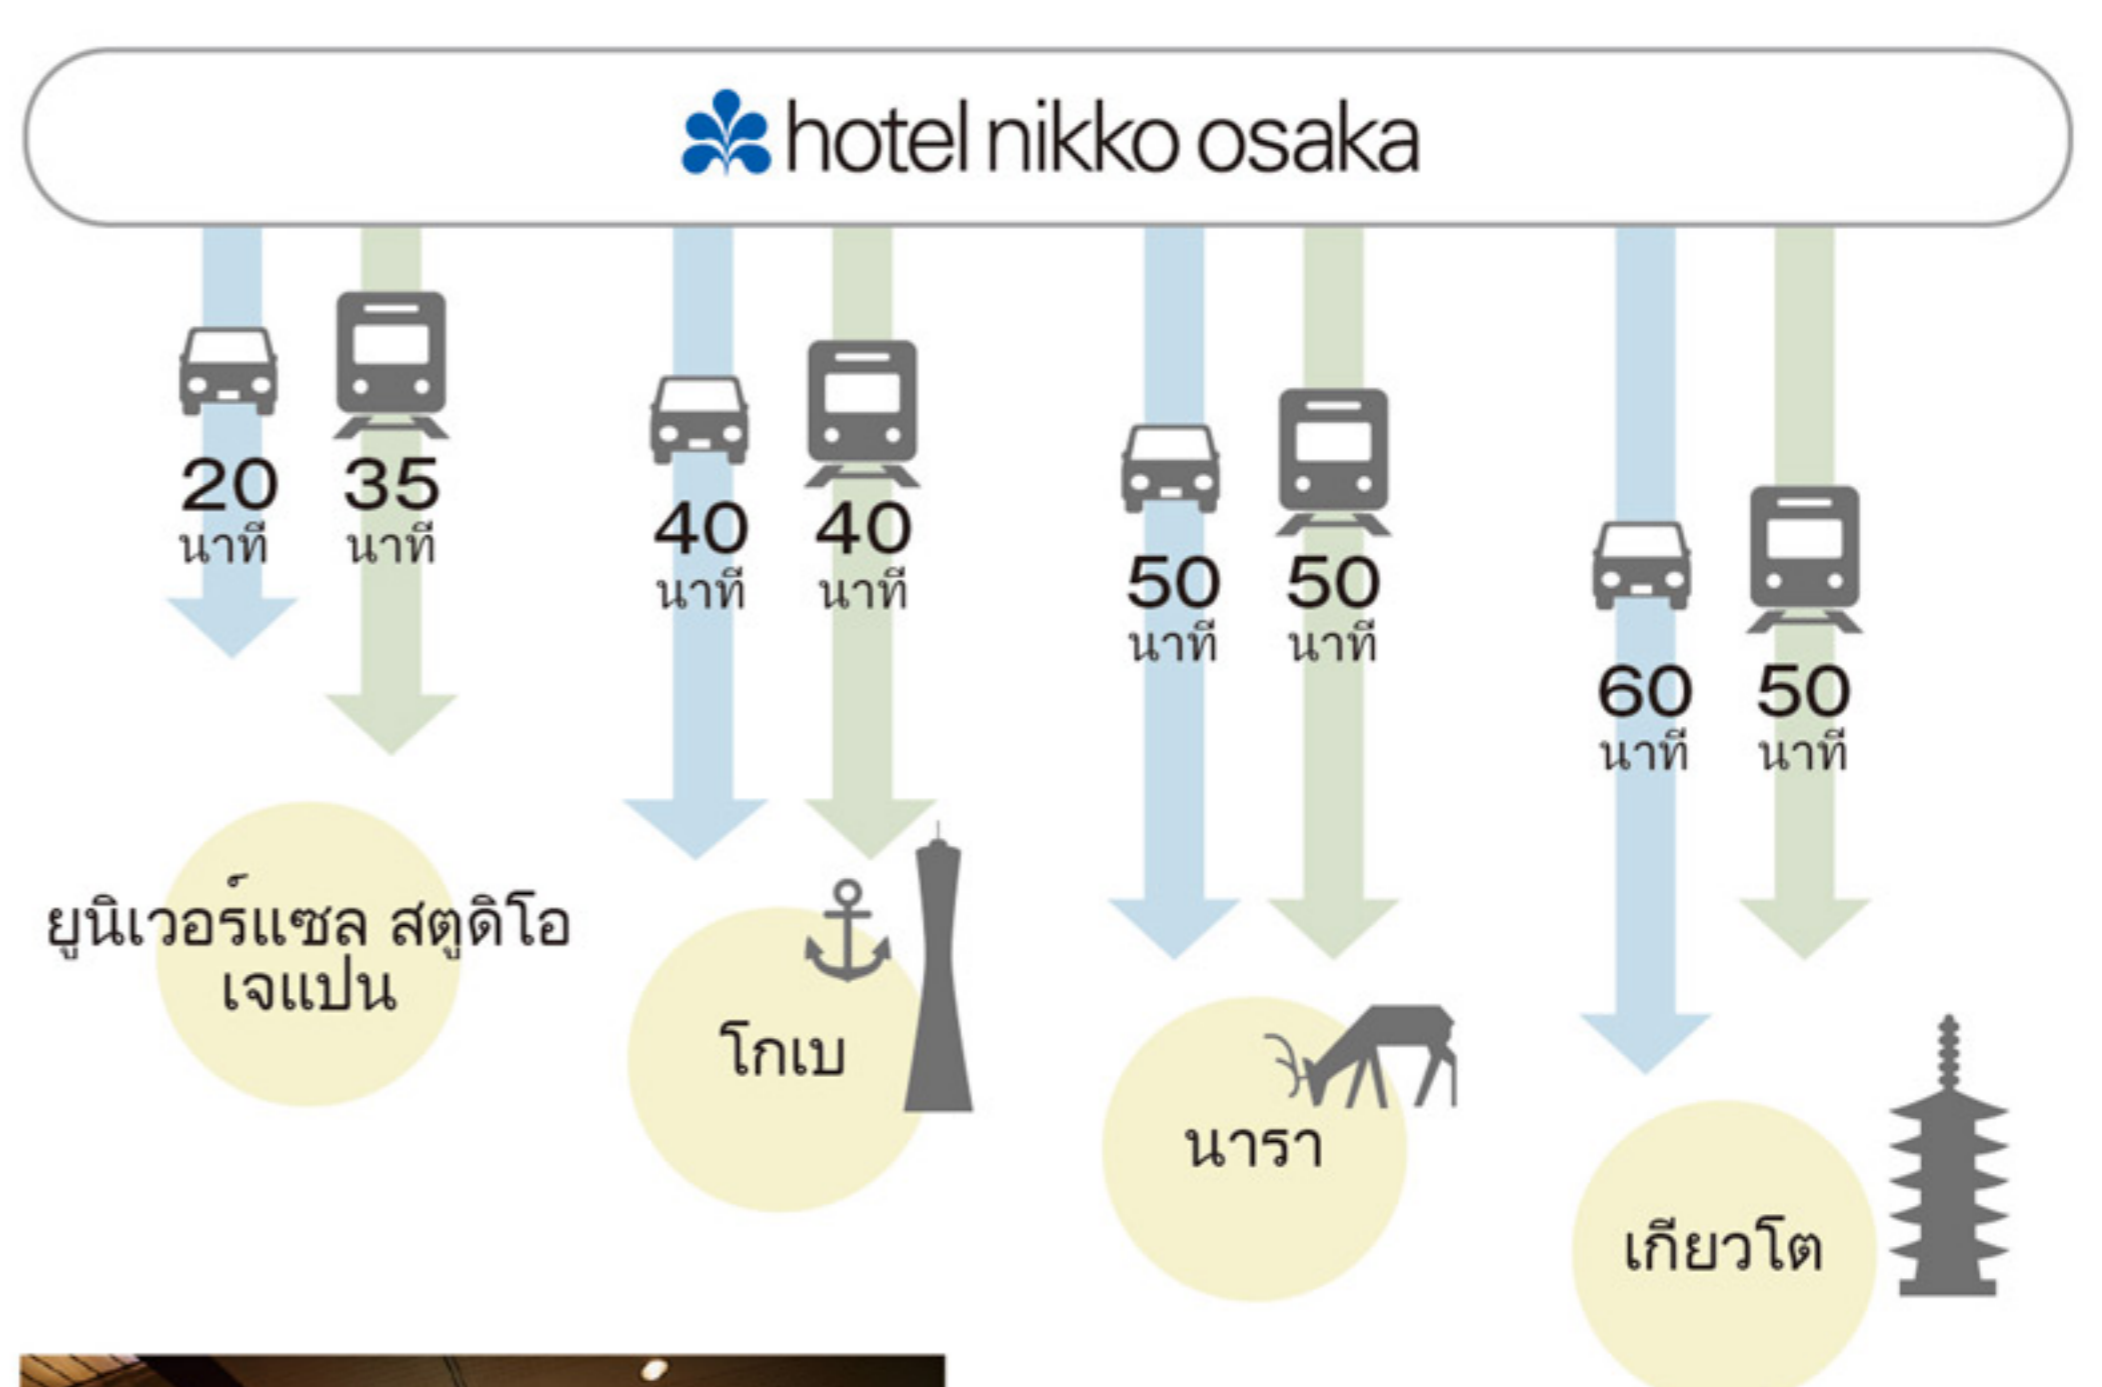 hotel nikko osaka
20
นาที
35
นาที
40
นาที
40
นาที
50
นาที
50
นาที
60
นาที
50
นาที
ยูนิเวอร์แซล สตูดิโอ
เจแปน
โกเบ
นารา
เกียวโต